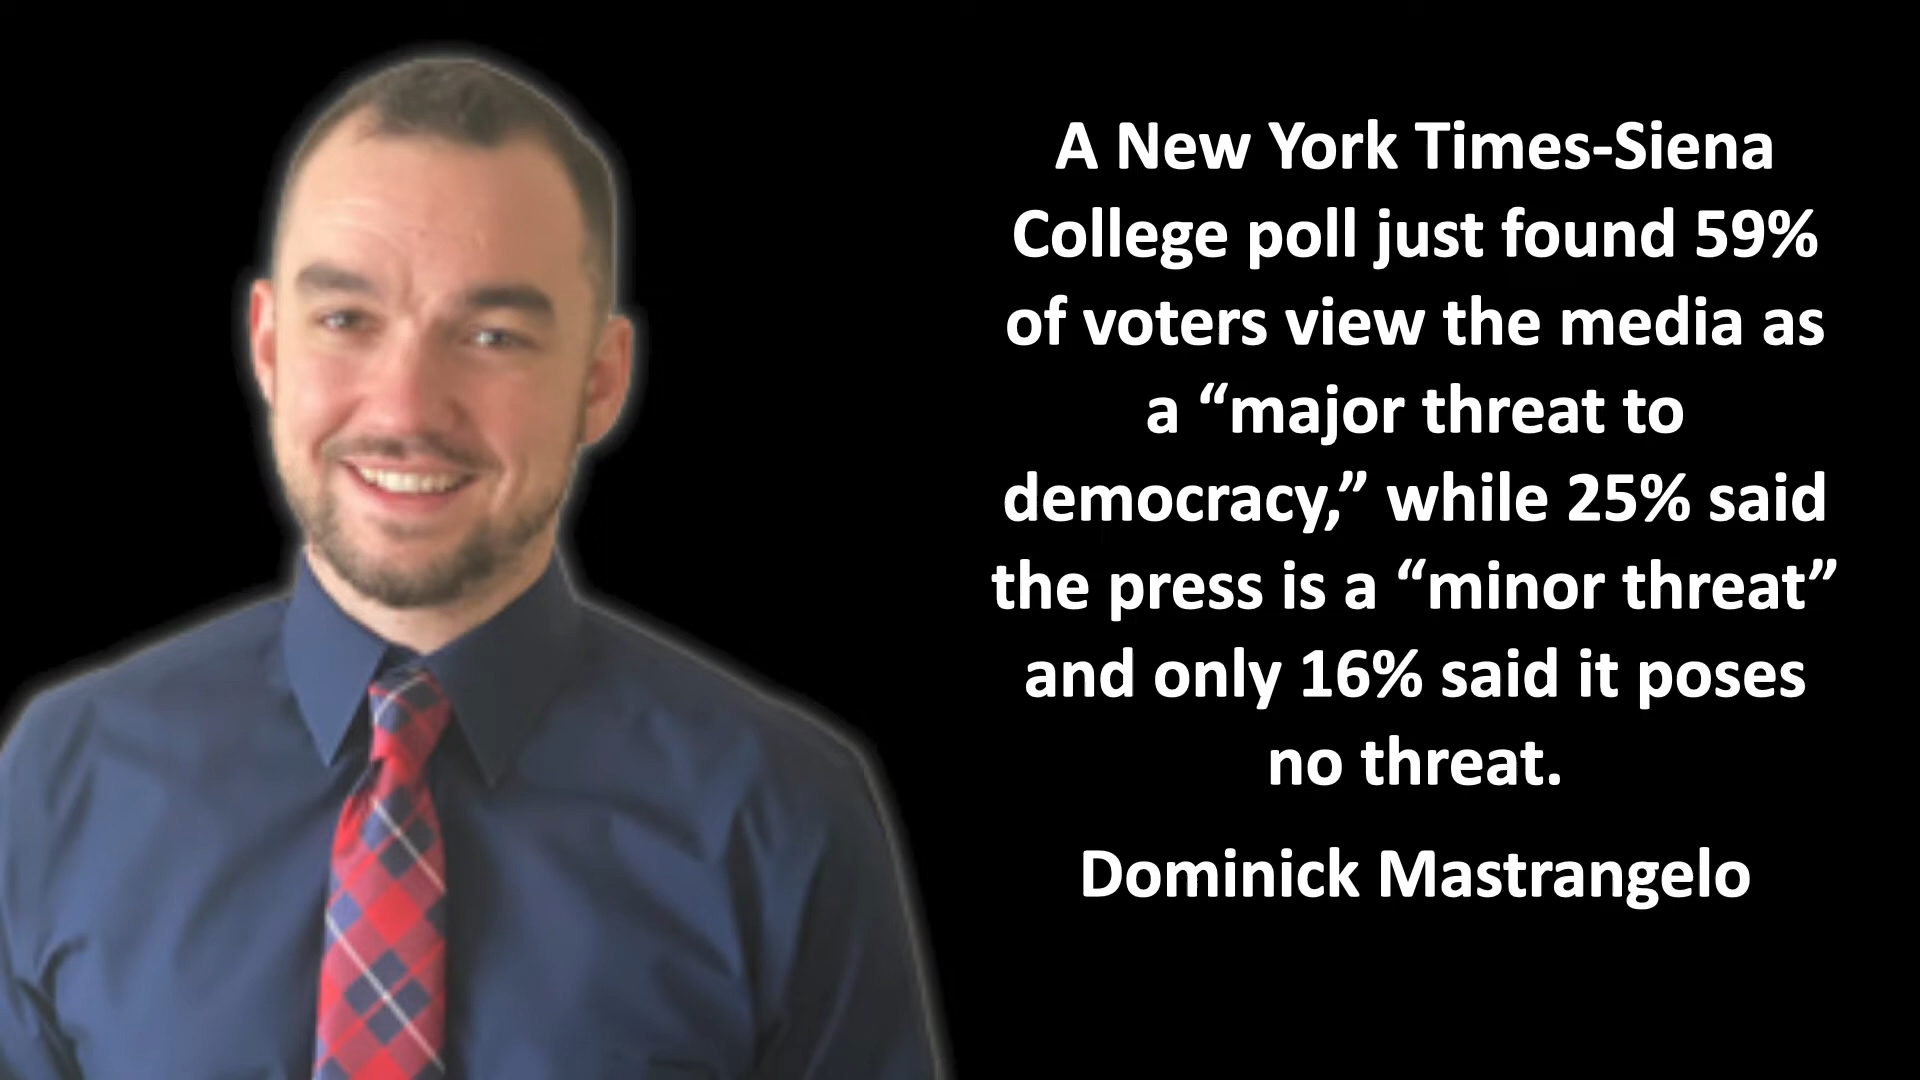 A New York Times-Siena
College poll just found 59%
of voters view the media as
a “major threat to
democracy,” while 25% said
the press is a “minor threat”
and only 16% said it poses
no threat.
Dominick Mastrangelo